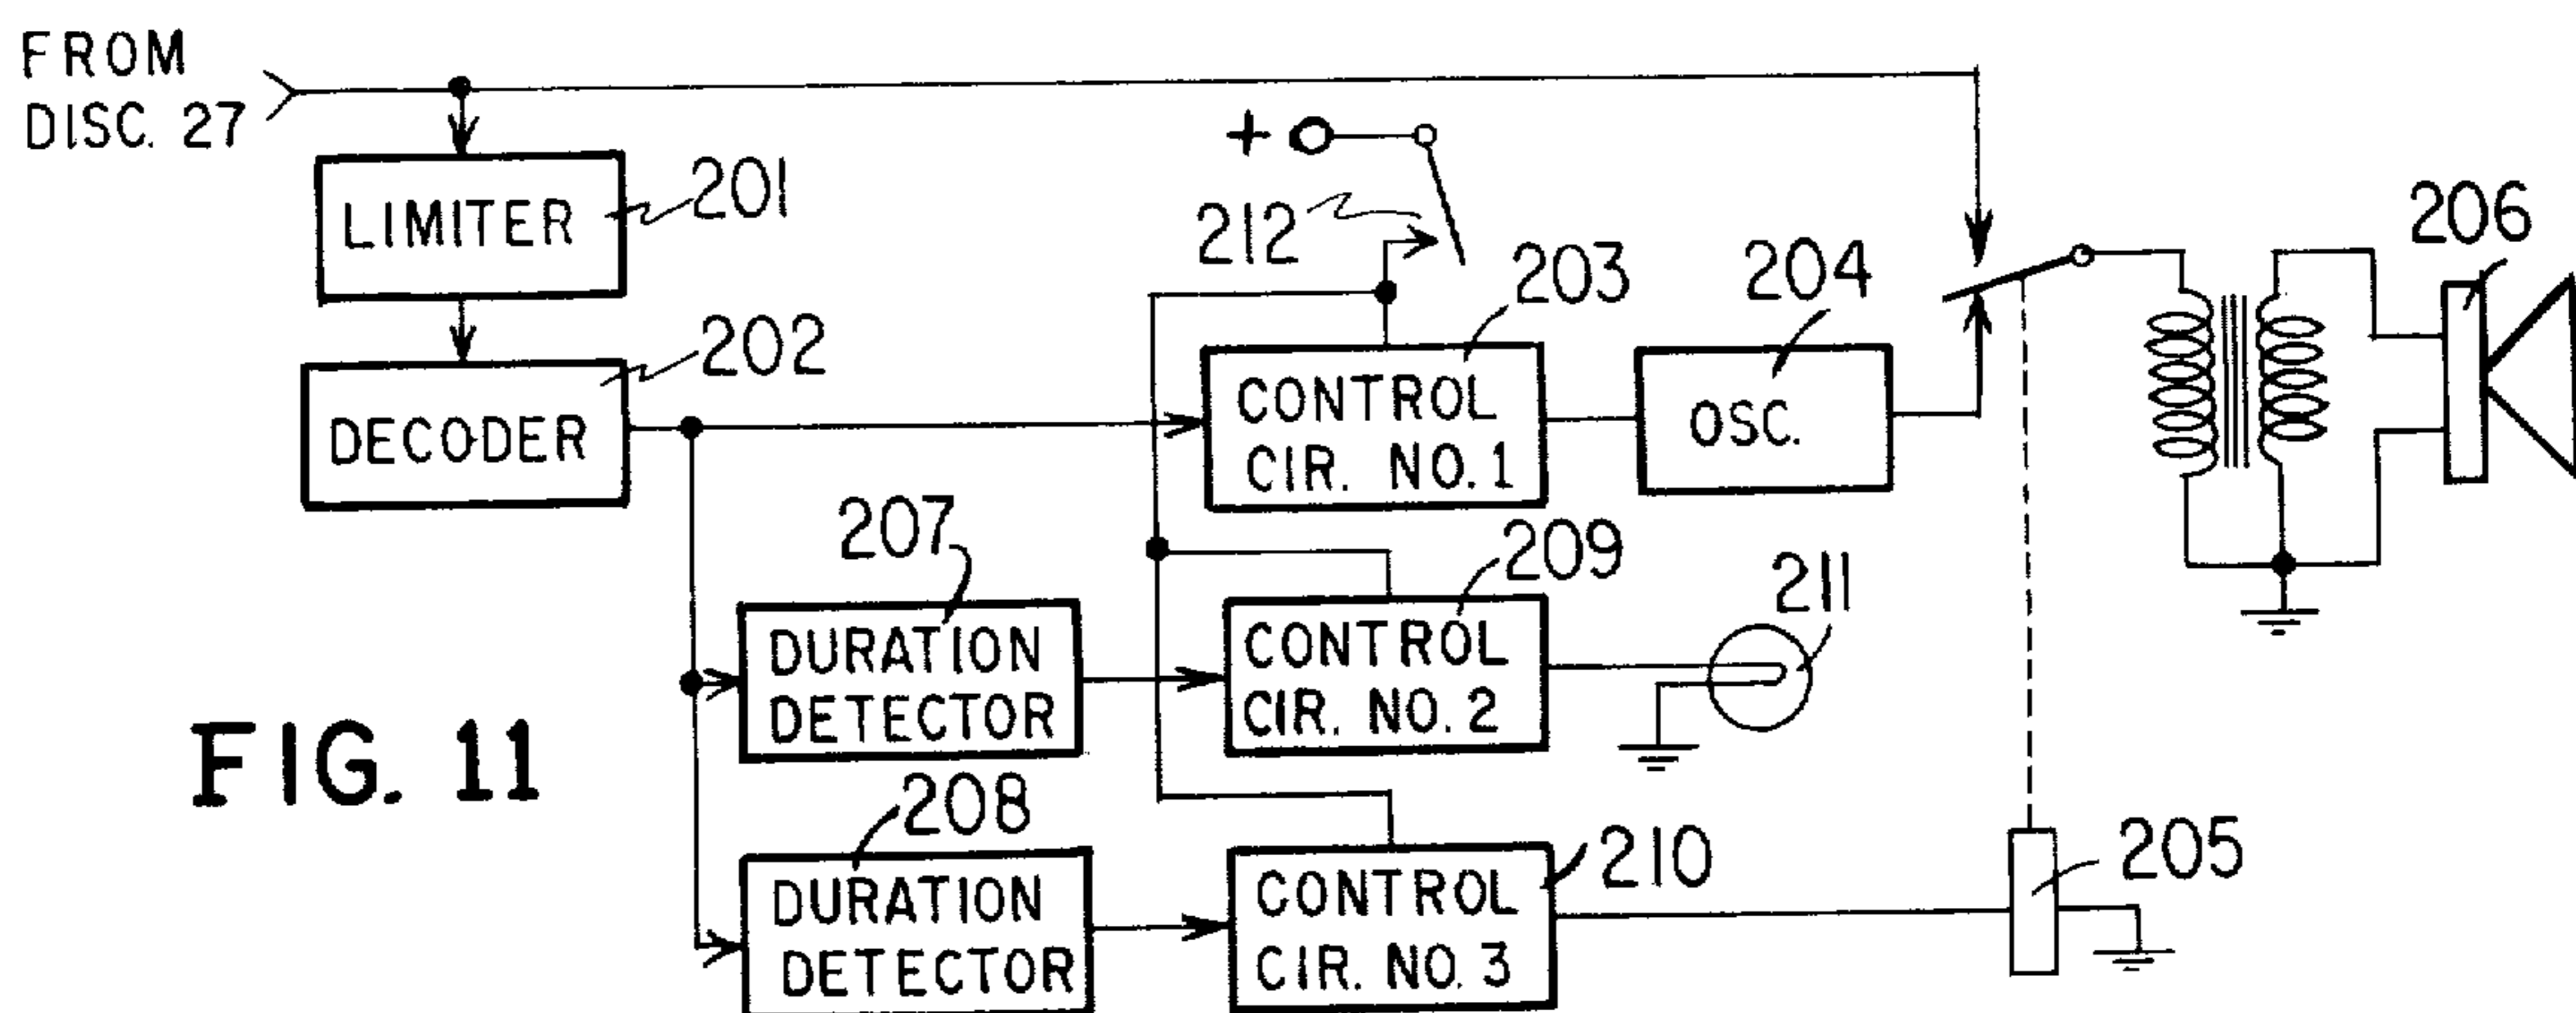 FROM
DISC. 27
+
201
LIMITER
212
206
203
204
202
CONTROL
CIR. NO. 1
OSC.
DECODER
207
209
211
DURATION
DETECTOR
CONTROL
CIR. NO. 2
FIG. 11
208
210
205
DURATION
DETECTOR
CONTROL
CIR. NO. 3